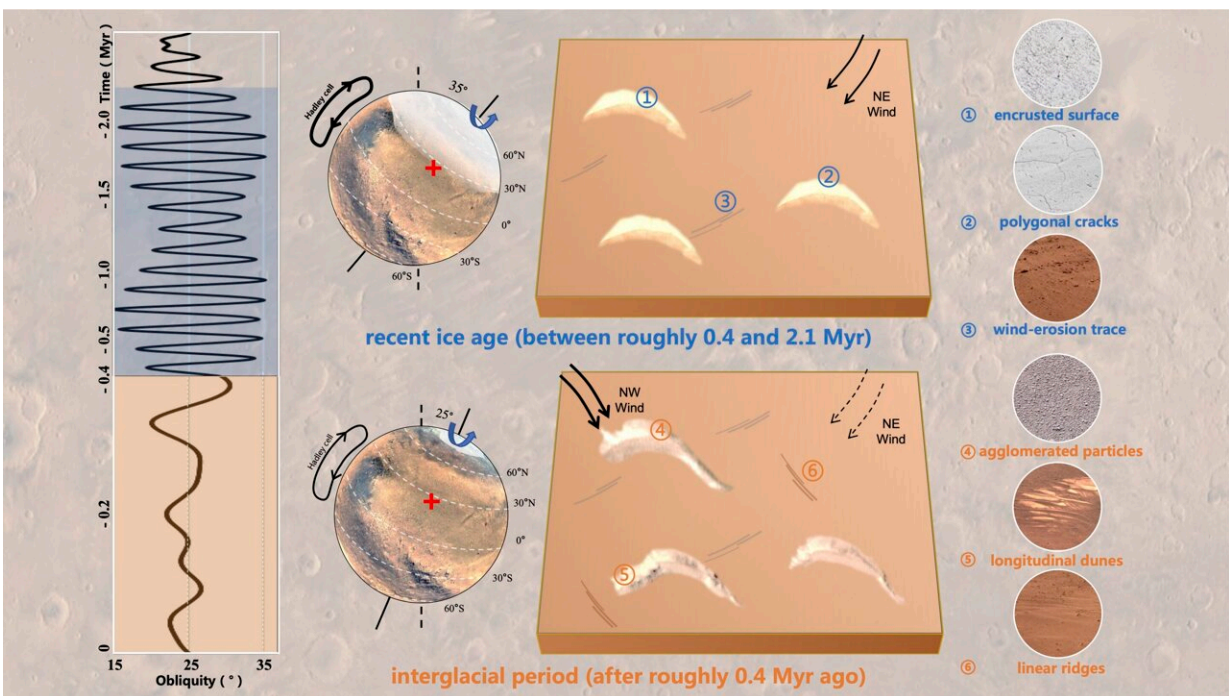 Time ( Myr)
- 2.0
- 1.5
- 1.0
- 0.5
- 0.4
- 0.2
0
15
25
35
Obliquity ( ° )
Hadley cell
35°
60°N
30°N
0°
30°S
60°S
①
②
③
NE
Wind
recent ice age (between roughly 0.4 and 2.1 Myr)
Hadley cell
25°
60°N
30°N
0°
30°S
60°S
NW
Wind
NE
Wind
④
⑤
⑥
interglacial period (after roughly 0.4 Myr ago)
① encrusted surface
② polygonal cracks
③ wind-erosion trace
④ agglomerated particles
⑤ longitudinal dunes
⑥ linear ridges